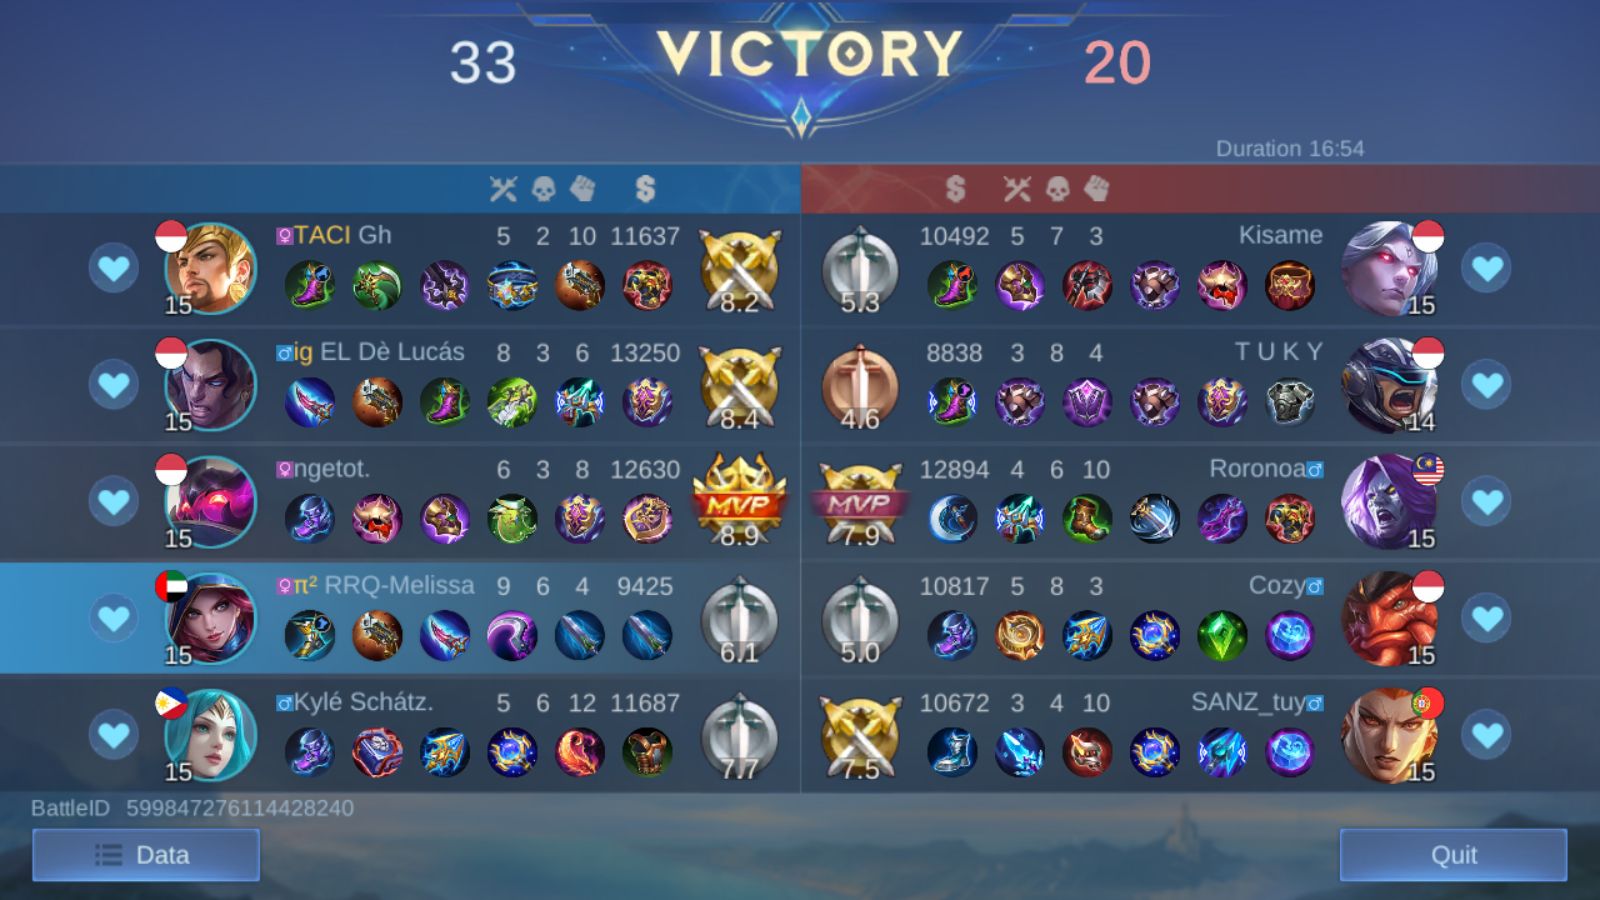 VICTORY
33
20
Duration 16:54
TACI Gh 5 2 10 11637
8.2
15
5.3
10492 5 7 3 Kisame
15
ig EL Dè Lucás 8 3 6 13250
8.4
15
4.6
8838 3 8 4 T U K Y
14
ngetot. 6 3 8 12630
MVP
8.9
15
MVP
7.9
12894 4 6 10 Roronoa
15
π² RRQ-Melissa 9 6 4 9425
6.1
15
5.0
10817 5 8 3 Cozy
15
Kylé Schátz. 5 6 12 11687
7.7
15
7.5
10672 3 4 10 SANZ_tuy
15
BattleID 599847276114428240
Data
Quit